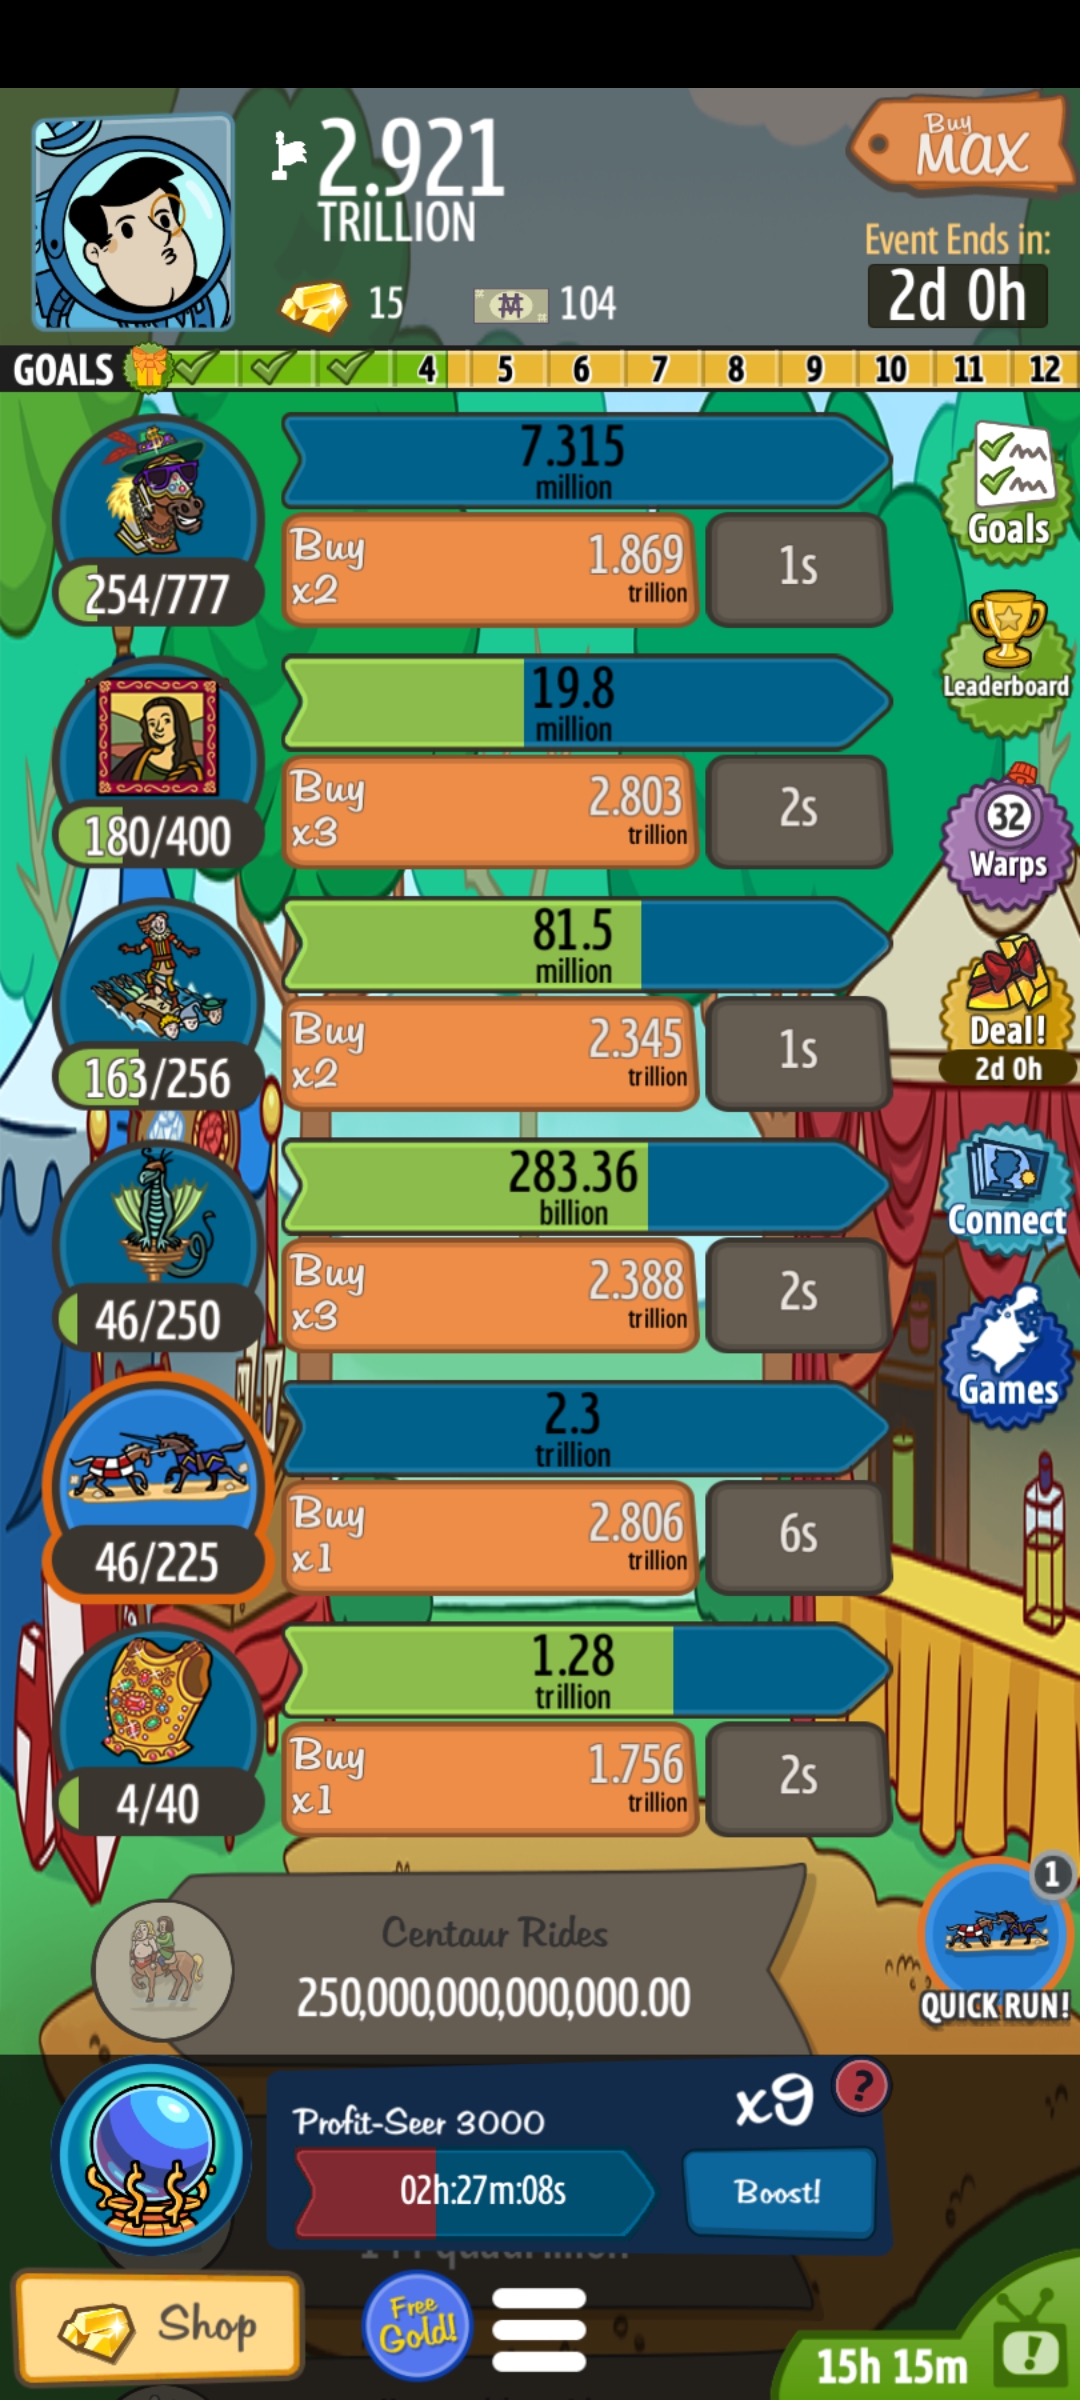 2.921
TRILLION
15
104
Buy
MAX
Event Ends in:
2d 0h
GOALS 4 5 6 7 8 9 10 11 12
7.315
million
254/777
Buy
x2
1.869
trillion
1s
Goals
19.8
million
180/400
Buy
x3
2.803
trillion
2s
Leaderboard
32
Warps
81.5
million
163/256
Buy
x2
2.345
trillion
1s
Deal!
2d 0h
283.36
billion
46/250
Buy
x3
2.388
trillion
2s
Connect
Games
2.3
trillion
46/225
Buy
x1
2.806
trillion
6s
1.28
trillion
4/40
Buy
x1
1.756
trillion
2s
Centaur Rides
250,000,000,000,000.00
1
QUICK RUN!
Profit-Seer 3000
x9
?
02h:27m:08s
Boost!
Shop
Free
Gold!
15h 15m